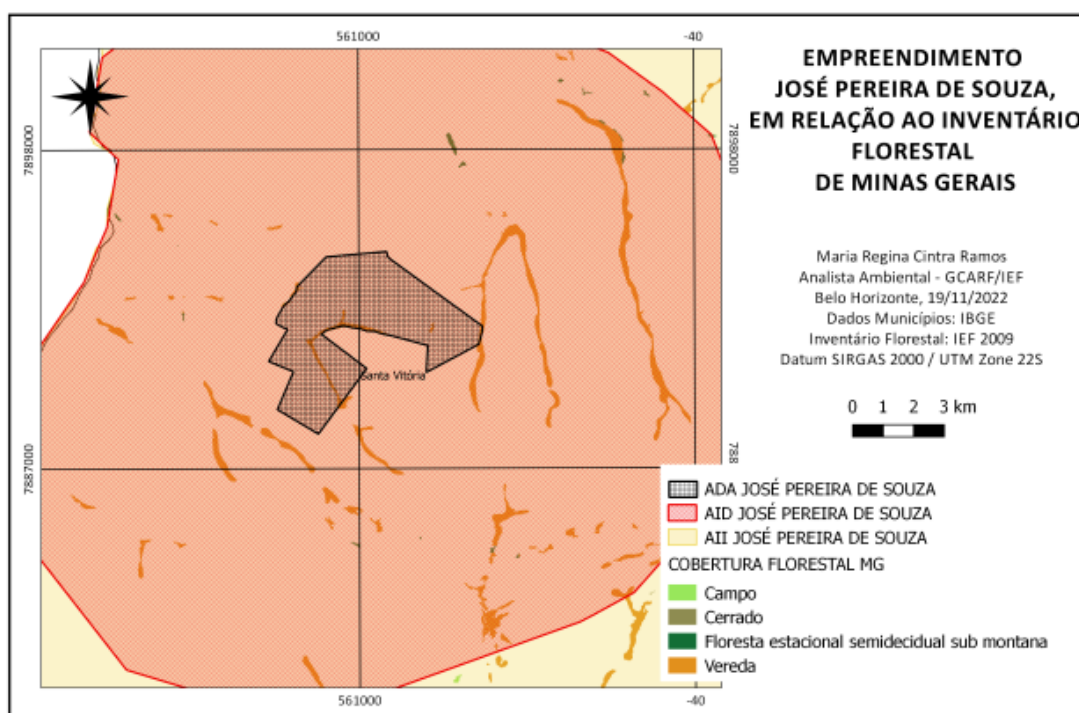 561000
-40
7898000
7898000
Santa Vitória
7887000
788
561000
-40
EMPREENDIMENTO
JOSÉ PEREIRA DE SOUZA,
EM RELAÇÃO AO INVENTÁRIO
FLORESTAL
DE MINAS GERAIS
Maria Regina Cintra Ramos
Analista Ambiental - GCARF/IEF
Belo Horizonte, 19/11/2022
Dados Municípios: IBGE
Inventário Florestal: IEF 2009
Datum SIRGAS 2000 / UTM Zone 22S
0 1 2 3 km
ADA JOSÉ PEREIRA DE SOUZA
AID JOSÉ PEREIRA DE SOUZA
AII JOSÉ PEREIRA DE SOUZA
COBERTURA FLORESTAL MG
Campo
Cerrado
Floresta estacional semidecidual sub montana
Vereda